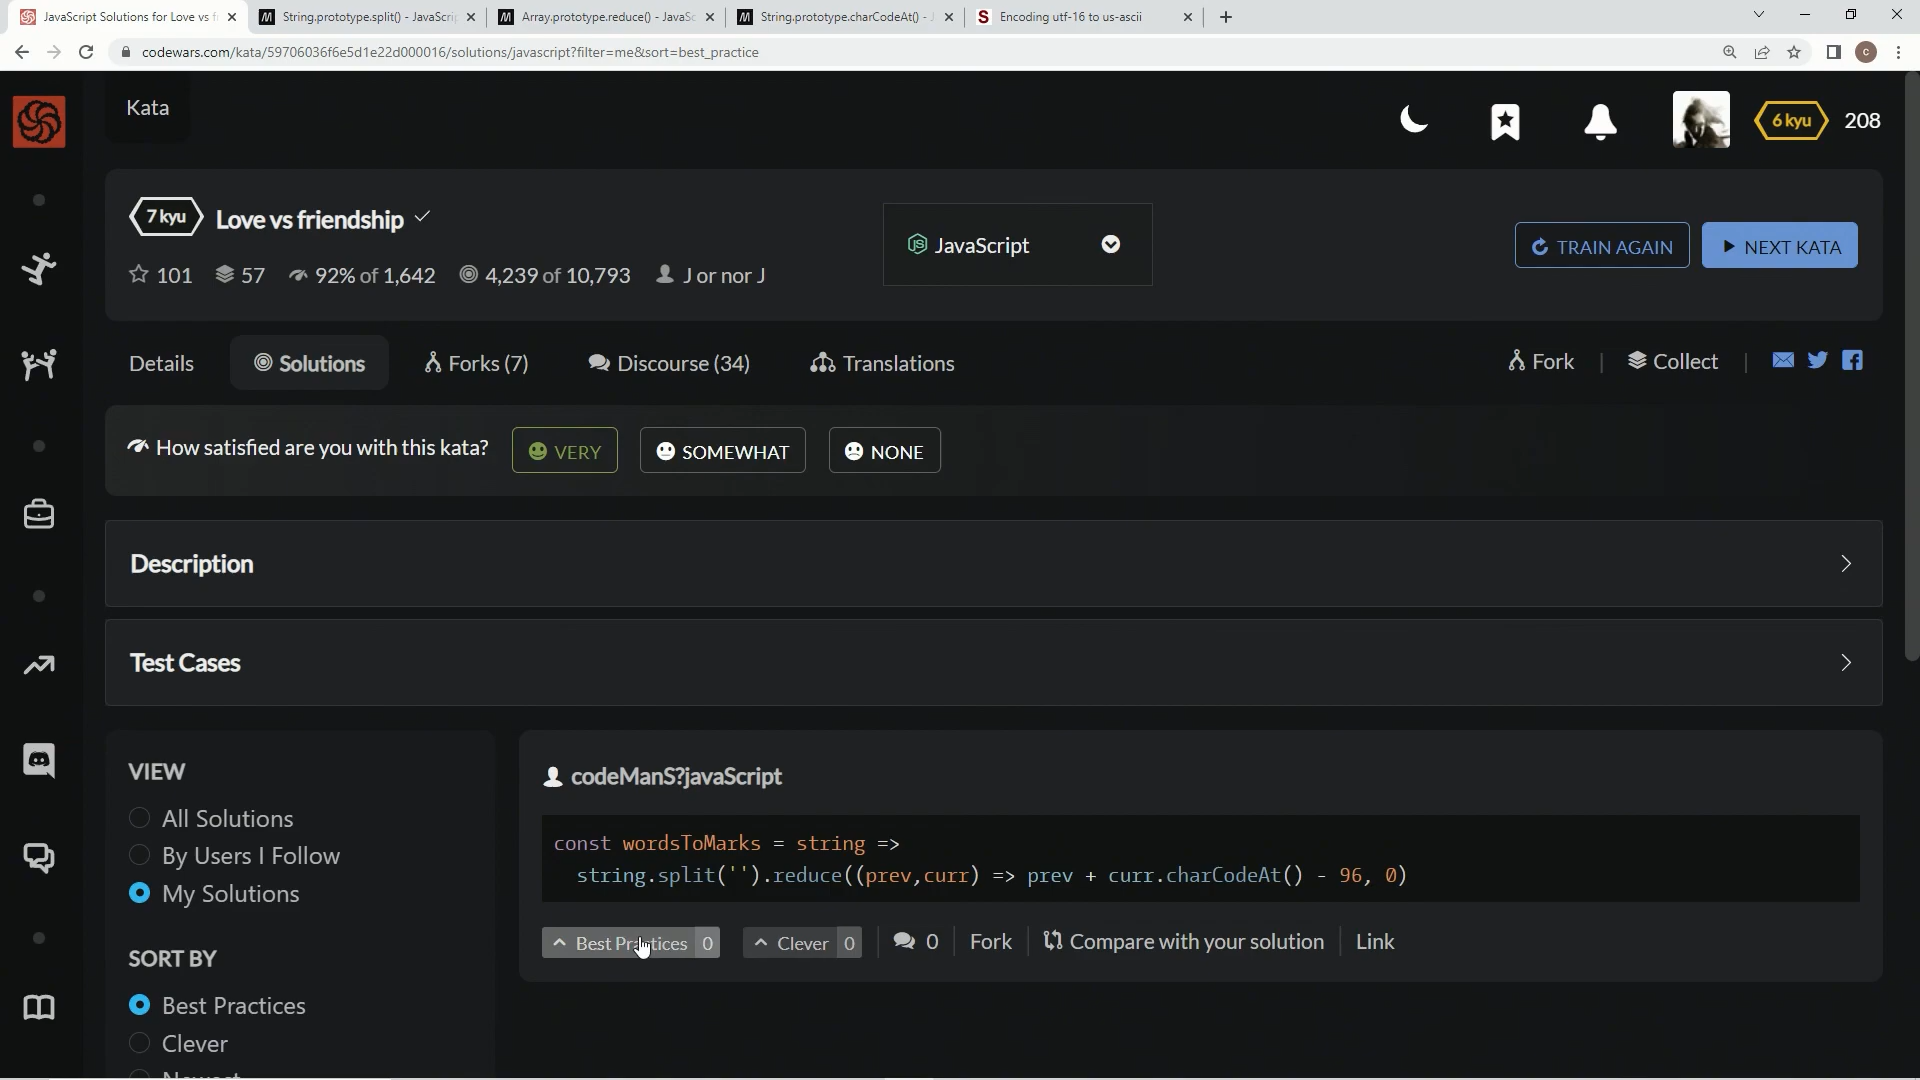 JavaScript Solutions for Love vs f
String.prototype.split() - JavaScrip
Array.prototype.reduce() - JavaSc
String.prototype.charCodeAt() - J
Encoding utf-16 to us-ascii
codewars.com/kata/59706036f6e5d1e22d000016/solutions/javascript?filter=me&sort=best_practice
C
Kata
6 kyu
208
7 kyu
Love vs friendship
101
57
92% of 1,642
4,239 of 10,793
J or nor J
JavaScript
TRAIN AGAIN
NEXT KATA
Details
Solutions
Forks (7)
Discourse (34)
Translations
Fork
Collect
How satisfied are you with this kata?
VERY
SOMEWHAT
NONE
Description
Test Cases
VIEW
All Solutions
By Users I Follow
My Solutions
SORT BY
Best Practices
Clever
Newest
codeManS?javaScript
const wordsToMarks = string =>
string.split('').reduce((prev,curr) => prev + curr.charCodeAt() - 96, 0)
Best Practices 0
Clever 0
0
Fork
Compare with your solution
Link